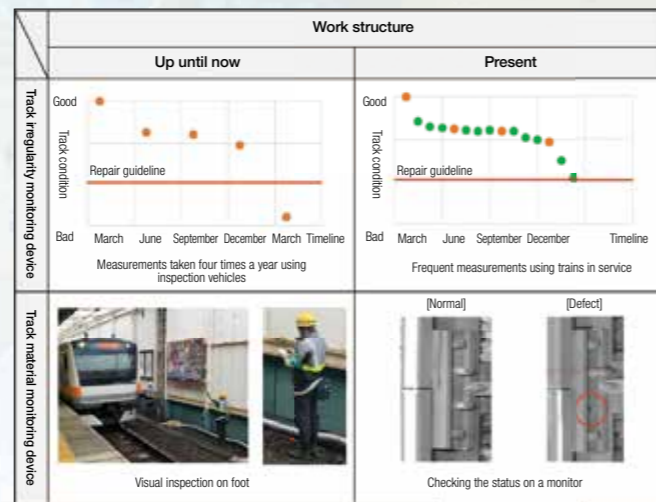 Work structure
Up until now
Present
Track irregularity monitoring device
Good
Track condition
Repair guideline
Bad
March June September December March Timeline
Measurements taken four times a year using
inspection vehicles
Good
Track condition
Repair guideline
Bad
March June September December Timeline
Frequent measurements using trains in service
Track material monitoring device
Visual inspection on foot
[Normal] [Defect]
Checking the status on a monitor